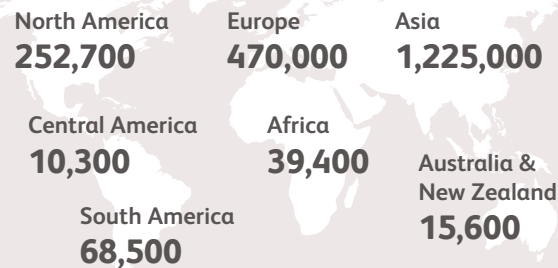 North America
252,700
Europe
470,000
Asia
1,225,000
Central America
10,300
Africa
39,400
Australia &
New Zealand
15,600
South America
68,500